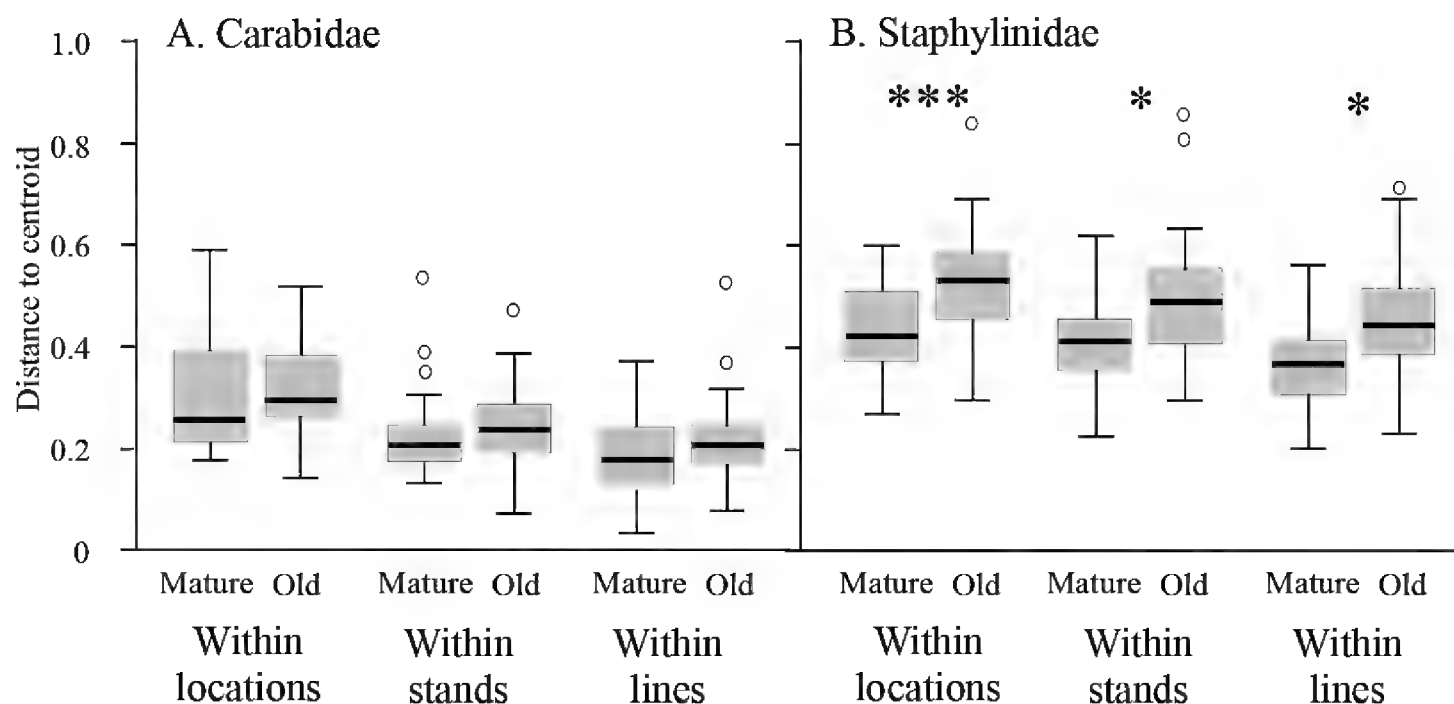 A. Carabidae
B. Staphylinidae
Distance to centroid
1.0
0.8
0.6
0.4
0.2
0
*** * *
Mature Old Mature Old Mature Old Mature Old Mature Old Mature Old
Within locations
Within stands
Within lines
Within locations
Within stands
Within lines